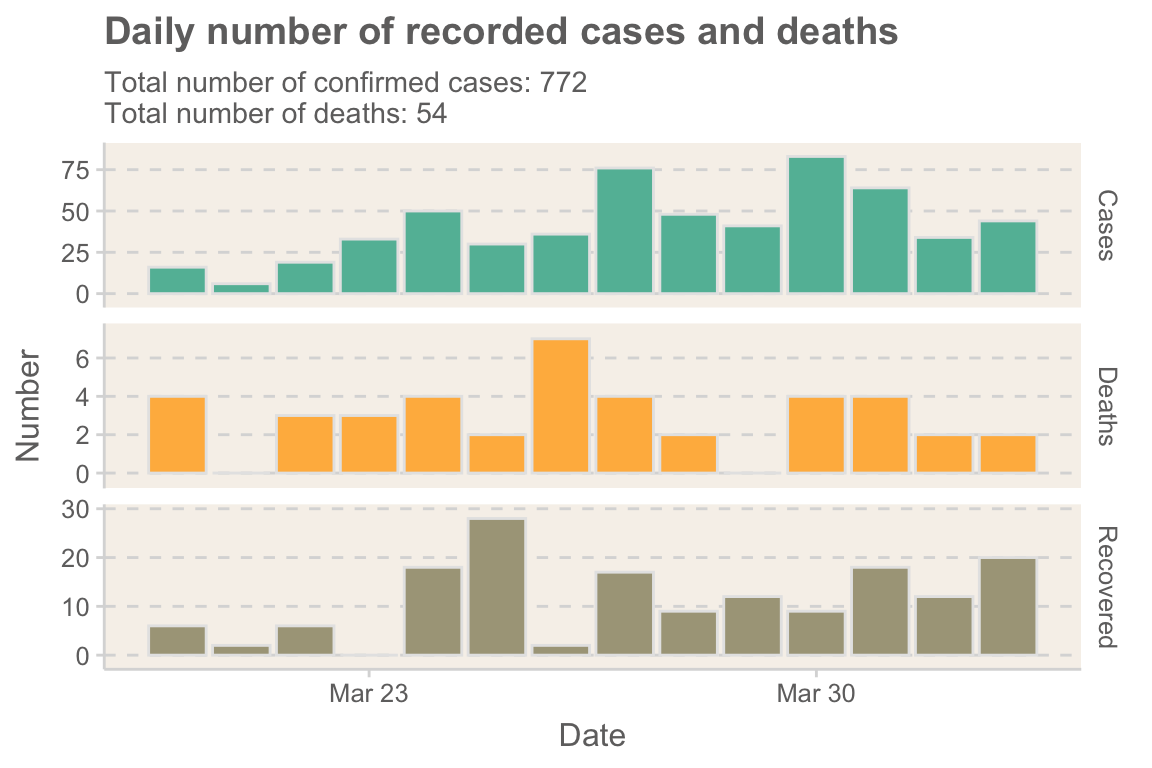 Daily number of recorded cases and deaths
Total number of confirmed cases: 772
Total number of deaths: 54
75
50
25
0
Cases
Number
6
4
2
0
Deaths
30
20
10
0
Recovered
Mar 23
Mar 30
Date